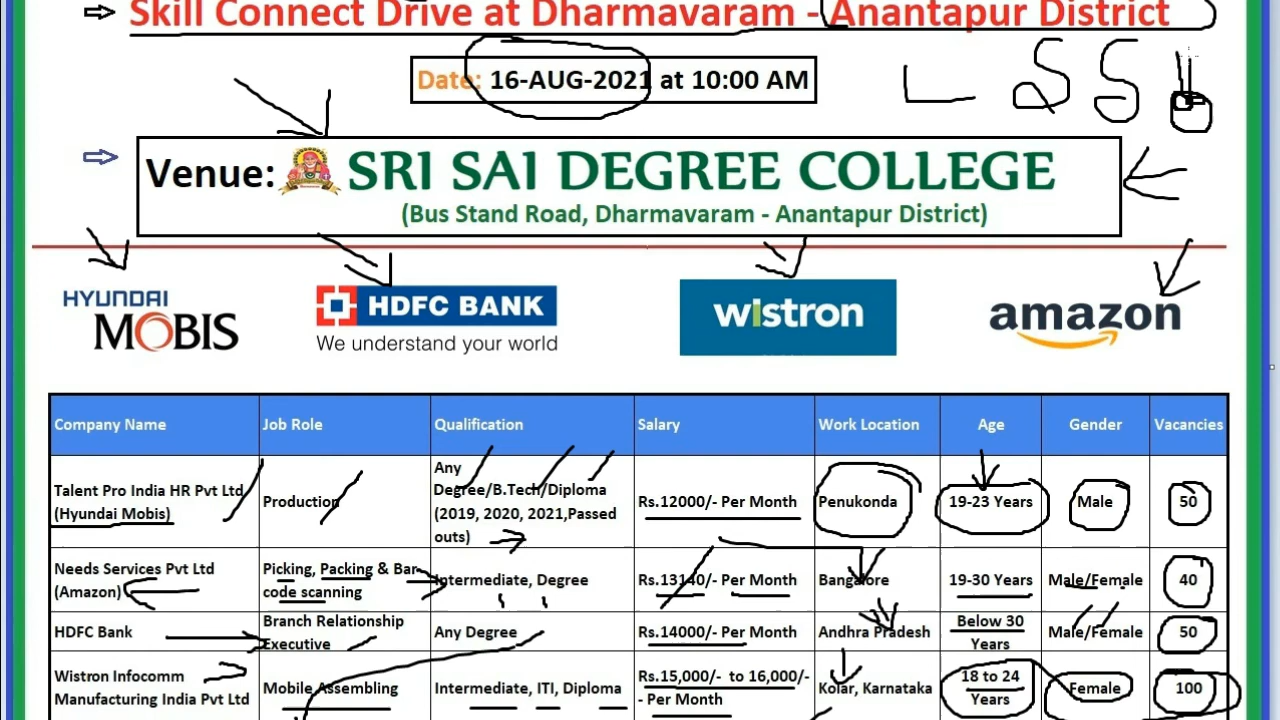 Skill Connect Drive at Dharmavaram - Anantapur District
Date: 16-AUG-2021 at 10:00 AM
L S S
Venue: SRI SAI DEGREE COLLEGE
(Bus Stand Road, Dharmavaram - Anantapur District)
HYUNDAI
MOBIS
HDFC BANK
We understand your world
wistron
amazon
Company Name Job Role Qualification Salary Work Location Age Gender Vacancies
Talent Pro India HR Pvt Ltd
(Hyundai Mobis)
Production
Any
Degree/B.Tech/Diploma
(2019, 2020, 2021,Passed
outs)
Rs.12000/- Per Month
Penukonda
19-23 Years
Male
50
Needs Services Pvt Ltd
(Amazon)
Picking, Packing & Bar-
code scanning
Intermediate, Degree
Rs.13140/- Per Month
Bangalore
19-30 Years
Male/Female
40
HDFC Bank
Branch Relationship
Executive
Any Degree
Rs.14000/- Per Month
Andhra Pradesh
Below 30
Years
Male/Female
50
Wistron Infocomm
Manufacturing India Pvt Ltd
Mobile Assembling
Intermediate, ITI, Diploma
Rs.15,000/- to 16,000/-
- Per Month
Kolar, Karnataka
18 to 24
Years
Female
100